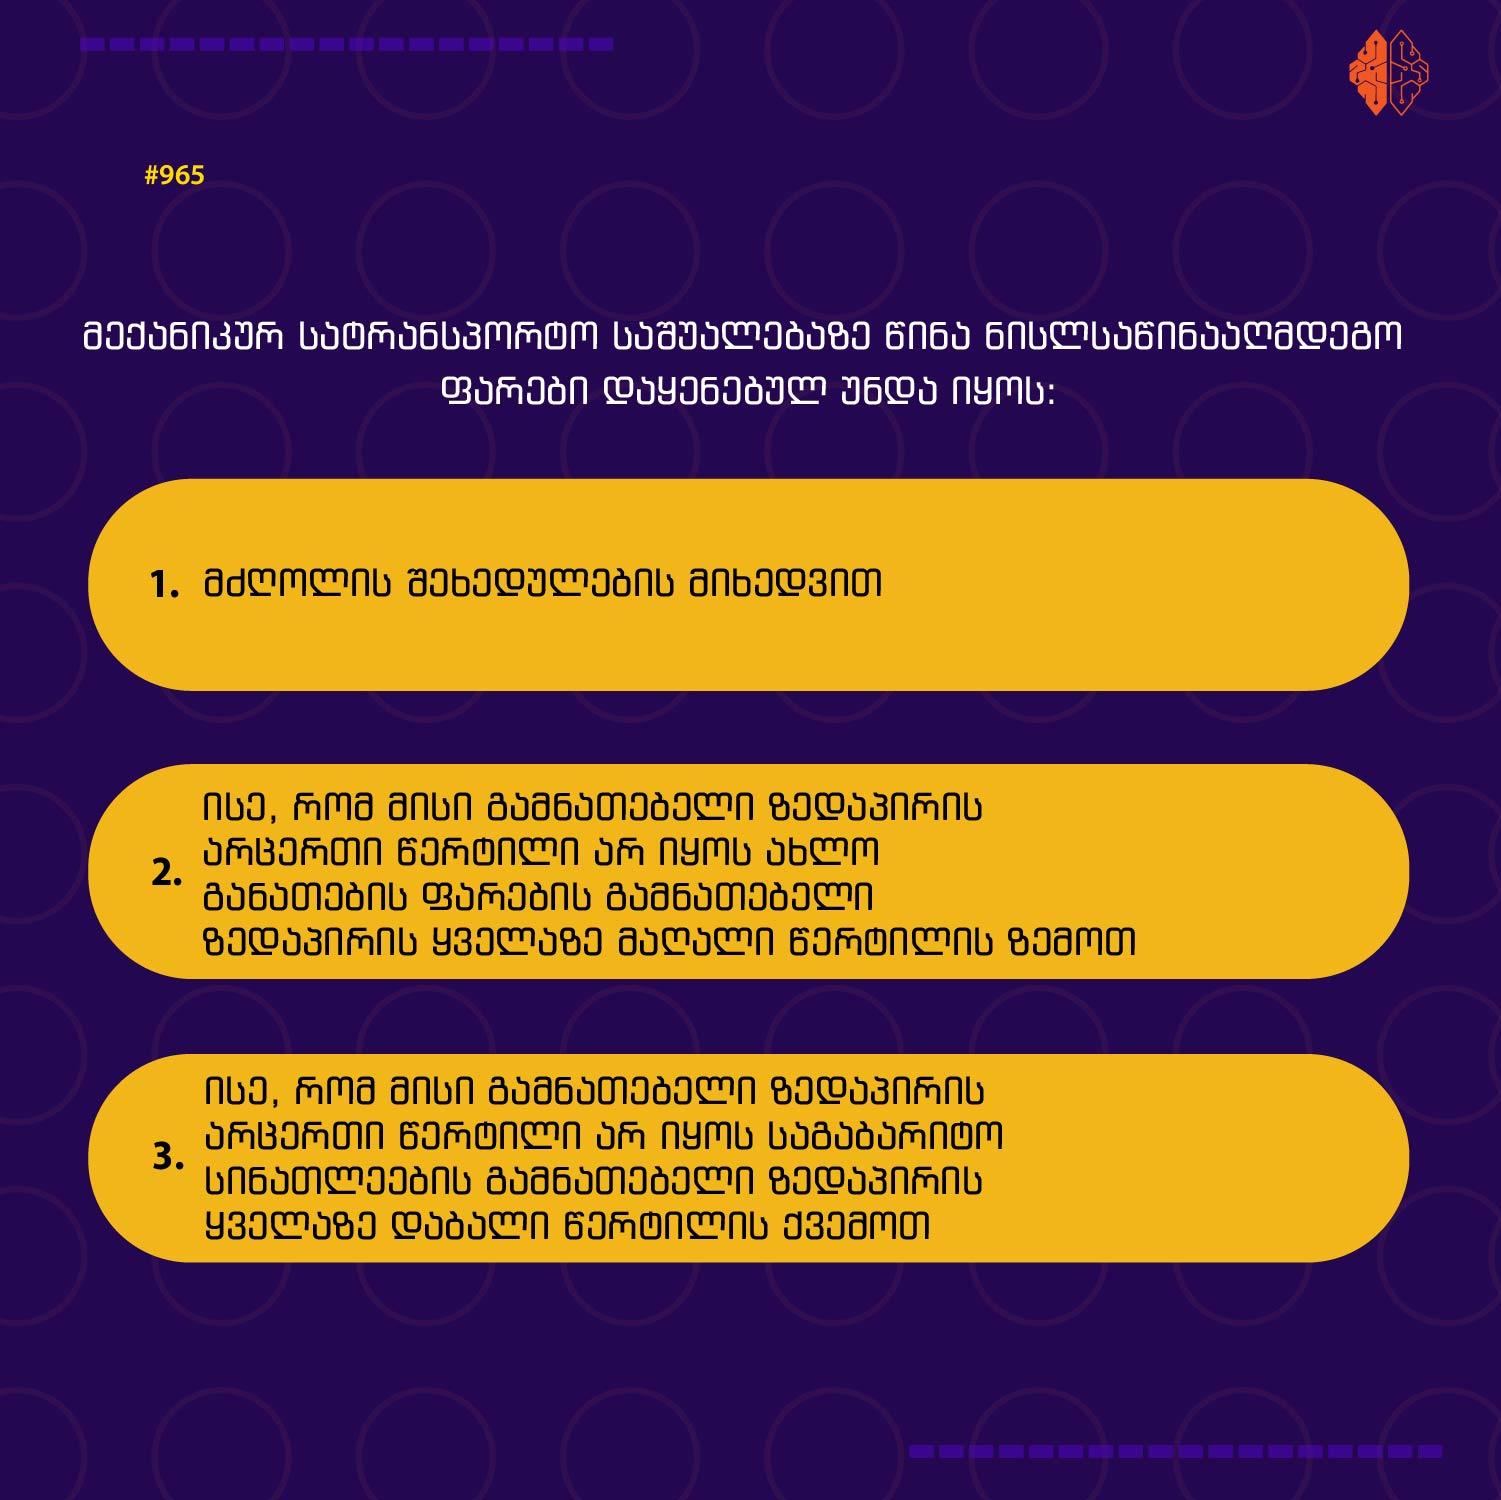 #965
მექანიკურ სატრანსპორტო საშუალებაზე წინა ნისლსაწინააღმდეგო
ფარები დაყენებულ უნდა იყოს:
1. მძღოლის შეხედულების მიხედვით
2. ისე, რომ მისი გამნათებელი ზედაპირის
არცერთი წერტილი არ იყოს ახლო
განათების ფარების გამნათებელი
ზედაპირის ყველაზე მაღალი წერტილის ზემოთ
3. ისე, რომ მისი გამნათებელი ზედაპირის
არცერთი წერტილი არ იყოს საგაბარიტო
სინათლეების გამნათებელი ზედაპირის
ყველაზე დაბალი წერტილის ქვემოთ